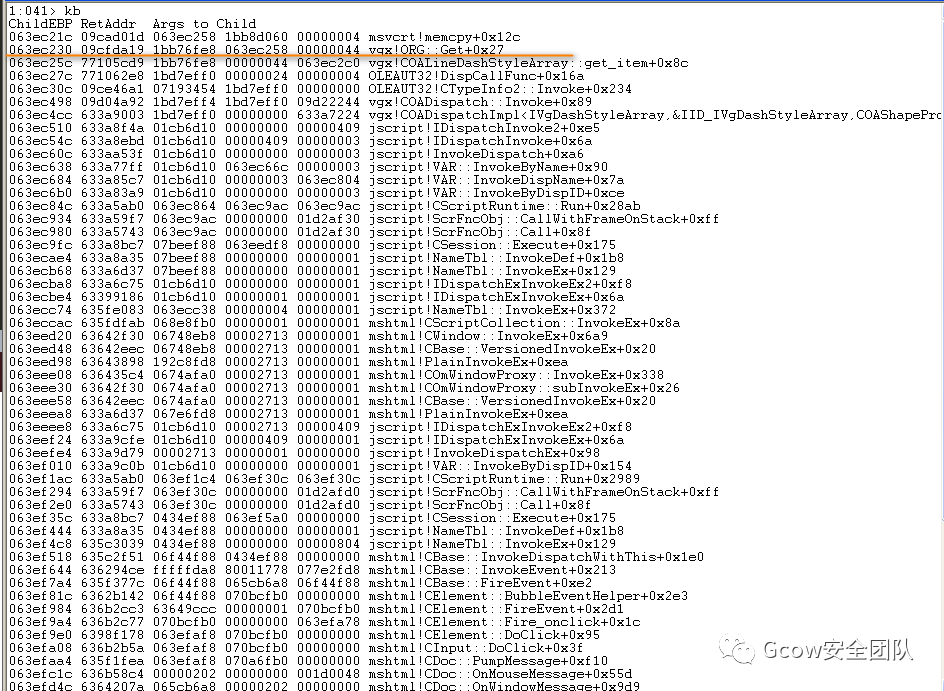 1:041> kb
ChildEBP RetAddr  Args to Child
063ec21c 09cad01d 063ec258 1bb8d060 00000004 msvcrt!memcpy+0x12c
063ec230 09cfda19 1bb76fe8 063ec258 00000044 vgx!ORG::Get+0x27
063ec25c 77105cd9 1bb76fe8 00000044 063ec2c0 vgx!COALineDashStyleArray::get_item+0x8c
063ec27c 771062e8 1bd7eff0 00000024 00000004 OLEAUT32!DispCallFunc+0x16a
063ec30c 09ce46a1 07193454 1bd7eff0 00000000 OLEAUT32!CTypeInfo2::Invoke+0x234
063ec498 09d04a92 1bd7eff4 1bd7eff0 09d22244 vgx!COADispatch::Invoke+0x89
063ec4cc 633a9003 1bd7eff0 00000000 633a7224 vgx!COADispatchImpl<IVgDashStyleArray,&IID_IVgDashStyleArray,COAShapePro
063ec510 633a8f4a 01cb6d10 00000000 00000409 jscript!IDispatchInvoke2+0xe5
063ec54c 633a8ebd 01cb6d10 00000409 00000003 jscript!IDispatchInvoke+0x6a
063ec60c 633aa53f 01cb6d10 00000000 00000003 jscript!InvokeDispatch+0xa6
063ec638 633a77ff 01cb6d10 063ec66c 00000003 jscript!VAR::InvokeByName+0x90
063ec684 633a85c7 01cb6d10 00000003 063ec804 jscript!VAR::InvokeDispName+0x7a
063ec6b0 633a83a9 01cb6d10 00000000 00000003 jscript!VAR::InvokeByDispID+0xce
063ec84c 633a5ab0 063ec864 063ec9ac 063ec9ac jscript!CScriptRuntime::Run+0x28ab
063ec934 633a59f7 063ec9ac 00000000 01d2af30 jscript!ScrFncObj::CallWithFrameOnStack+0xff
063ec980 633a5743 063ec9ac 00000000 01d2af30 jscript!ScrFncObj::Call+0x8f
063ec9fc 633a8bc7 07beef88 063eedf8 00000000 jscript!CSession::Execute+0x175
063ecae4 633a8a35 07beef88 00000000 00000001 jscript!NameTbl::InvokeDef+0x1b8
063ecb68 633a6d37 07beef88 00000000 00000001 jscript!NameTbl::InvokeEx+0x129
063ecba8 633a6c75 01cb6d10 00000000 00000001 jscript!IDispatchExInvokeEx2+0xf8
063ecbe4 63399186 01cb6d10 00000001 00000001 jscript!IDispatchExInvokeEx+0x6a
063ecc74 635fe083 063ecc38 00000004 00000001 jscript!NameTbl::InvokeEx+0x372
063eccac 635fdfab 068e8fb0 00000001 00000001 mshtml!CScriptCollection::InvokeEx+0x8a
063eed20 63642f30 06748eb8 00002713 00000001 mshtml!CWindow::InvokeEx+0x6a9
063eed48 63642eec 06748eb8 00002713 00000001 mshtml!CBase::VersionedInvokeEx+0x20
063eed98 63643898 192c8fd8 00002713 00000001 mshtml!PlainInvokeEx+0xea
063eee08 636435c4 0674afa0 00002713 00000001 mshtml!COmWindowProxy::InvokeEx+0x338
063eee30 63642f30 0674afa0 00002713 00000001 mshtml!COmWindowProxy::subInvokeEx+0x26
063eee58 63642eec 0674afa0 00002713 00000001 mshtml!CBase::VersionedInvokeEx+0x20
063eeea8 633a6d37 067e6fd8 00002713 00000001 mshtml!PlainInvokeEx+0xea
063eeee8 633a6c75 01cb6d10 00002713 00000409 jscript!IDispatchExInvokeEx2+0xf8
063eef24 633a9cfe 01cb6d10 00000409 00000001 jscript!IDispatchExInvokeEx+0x6a
063eefe4 633a9d79 00002713 00000001 00000000 jscript!InvokeDispatchEx+0x98
063ef010 633a9c0b 01cb6d10 00000000 00000001 jscript!VAR::InvokeByDispID+0x154
063ef1ac 633a5ab0 063ef1c4 063ef30c 063ef30c jscript!CScriptRuntime::Run+0x2989
063ef294 633a59f7 063ef30c 00000000 01d2afd0 jscript!ScrFncObj::CallWithFrameOnStack+0xff
063ef2e0 633a5743 063ef30c 00000000 01d2afd0 jscript!ScrFncObj::Call+0x8f
063ef35c 633a8bc7 0434ef88 063ef5a0 00000000 jscript!CSession::Execute+0x175
063ef444 633a8a35 0434ef88 00000000 00000001 jscript!NameTbl::InvokeDef+0x1b8
063ef4c8 635c3039 0434ef88 00000000 00000804 jscript!NameTbl::InvokeEx+0x129
063ef518 635c2f51 06f44f88 0434ef88 00000000 mshtml!CBase::InvokeDispatchWithThis+0x1e0
063ef644 636294ce fffffda8 80011778 077e2fd8 mshtml!CBase::InvokeEvent+0x213
063ef7a4 635f377c 06f44f88 065cb6a8 06f44f88 mshtml!CBase::FireEvent+0xe2
063ef81c 6362b142 06f44f88 070bcfb0 00000000 mshtml!CElement::BubbleEventHelper+0x2e3
063ef984 636b2cc3 63649ccc 00000001 070bcfb0 mshtml!CElement::FireEvent+0x2d1
063ef9a4 636b2c77 070bcfb0 00000000 063efa78 mshtml!CElement::Fire_onclick+0x1c
063ef9e0 6398f178 063efaf8 070bcfb0 00000000 mshtml!CElement::DoClick+0x95
063efa08 636b2b5a 063efaf8 070bcfb0 00000000 mshtml!CInput::DoClick+0x3f
063efaa4 635f1fea 063efaf8 070a6fb0 00000000 mshtml!CDoc::PumpMessage+0xf10
063efc1c 636b58c4 00000202 00000000 001d0048 mshtml!CDoc::OnMouseMessage+0x55d
063efd4c 6364207a 065cb6a8 00000202 00000000 mshtml!CDoc::OnWindowMessage+0x9d9
Gcow安全团队